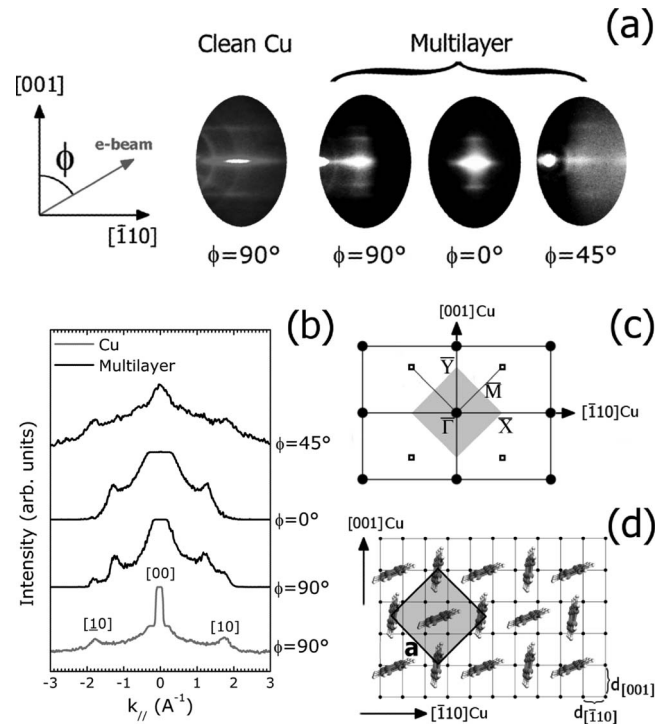 (a)
Clean Cu
Multilayer
[001]
ϕ
e-beam
[1̅10]
ϕ=90°
ϕ=90°
ϕ=0°
ϕ=45°
(b)
Cu
Multilayer
ϕ=45°
ϕ=0°
ϕ=90°
[00]
[1̲0]
[10]
ϕ=90°
Intensity (arb. units)
-3 -2 -1 0 1 2 3
k// (A⁻¹)
(c)
[001]Cu
Y̅
M̅
Γ̅
X̅
[1̅10]Cu
(d)
[001]Cu
a
d[001]
d[1̅10]
[1̅10]Cu